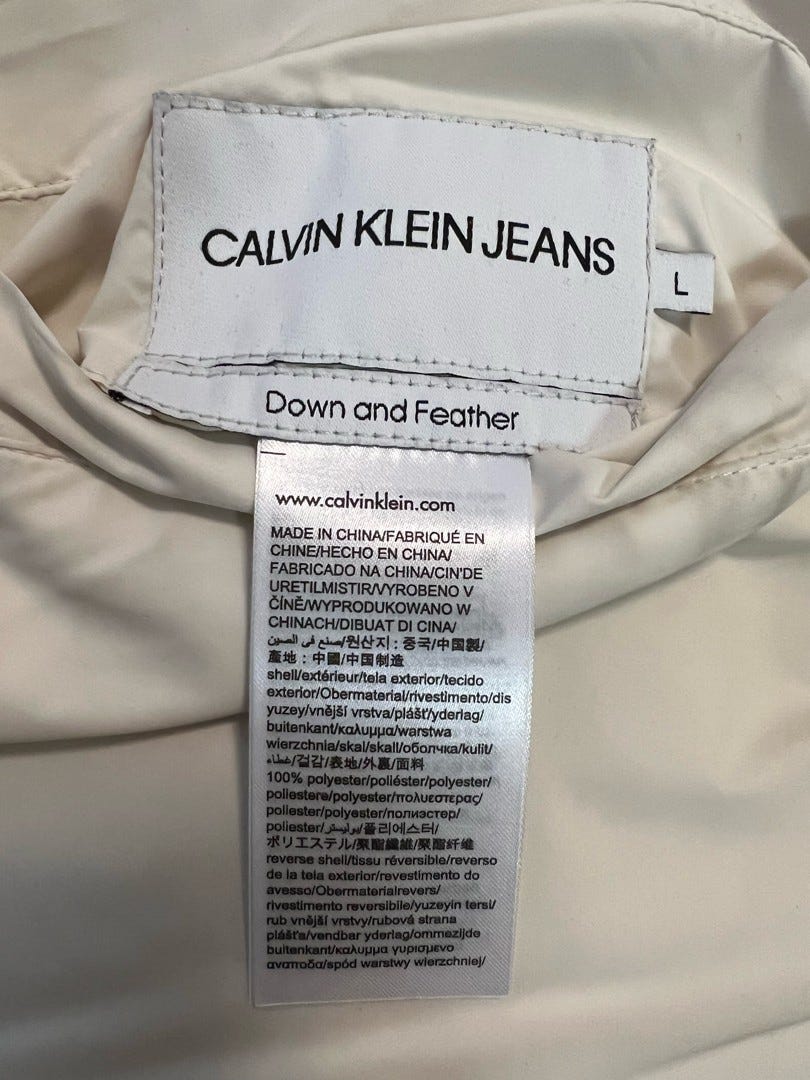 CALVIN KLEIN JEANS
L
Down and Feather
www.calvinklein.com
MADE IN CHINA/FABRIQUÉ EN
CHINE/HECHO EN CHINA/
FABRICADO NA CHINA/CIN'DE
URETILMISTIR/VYROBENO V
ČÍNĚ/WYPRODUKOWANO W
CHINACH/DIBUAT DI CINA/
صنع في الصين/원산지 : 중국/中国製/
產地 : 中國/中国制造
shell/extérieur/tela exterior/tecido
exterior/Obermaterial/rivestimento/dis
yuzey/vnější vrstva/plášť/yderlag/
buitenkant/καλυμμα/warstwa
wierzchnia/skal/skall/оболчка/kulit/
غطاء/겉감/表地/外裏/面料
100% polyester/poliéster/polyester/
poliestere/polyester/πολυεστερας/
poliester/polyester/полиэстер/
poliester/بوليستر/폴리에스터/
ポリエステル/聚酯纖維/聚酯纤维
reverse shell/tissu réversible/reverso
de la tela exterior/revestimento do
avesso/Obermaterialrevers/
rivestimento reversibile/yuzeyin tersi/
rub vnější vrstvy/rubová strana
plášťa/vendbar yderlag/ommezijde
buitenkant/καλυμμα γυρισμενο
αναποδα/spód warstwy wierzchniej/